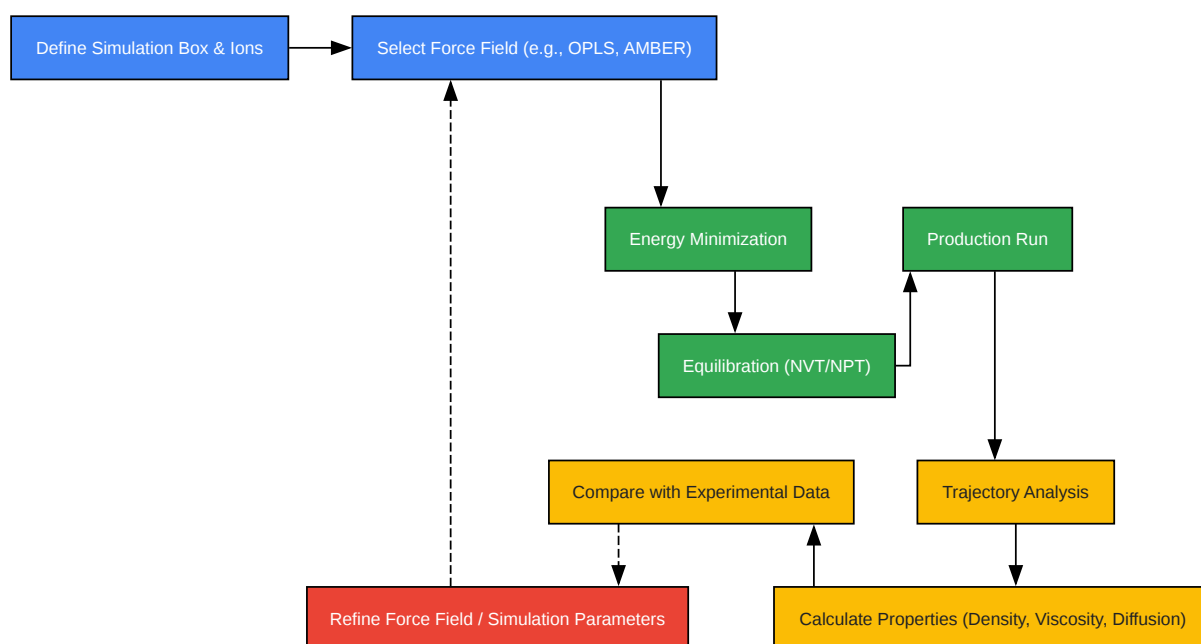 Define Simulation Box & Ions
Select Force Field (e.g., OPLS, AMBER)
Energy Minimization
Production Run
Equilibration (NVT/NPT)
Compare with Experimental Data
Trajectory Analysis
Refine Force Field / Simulation Parameters
Calculate Properties (Density, Viscosity, Diffusion)